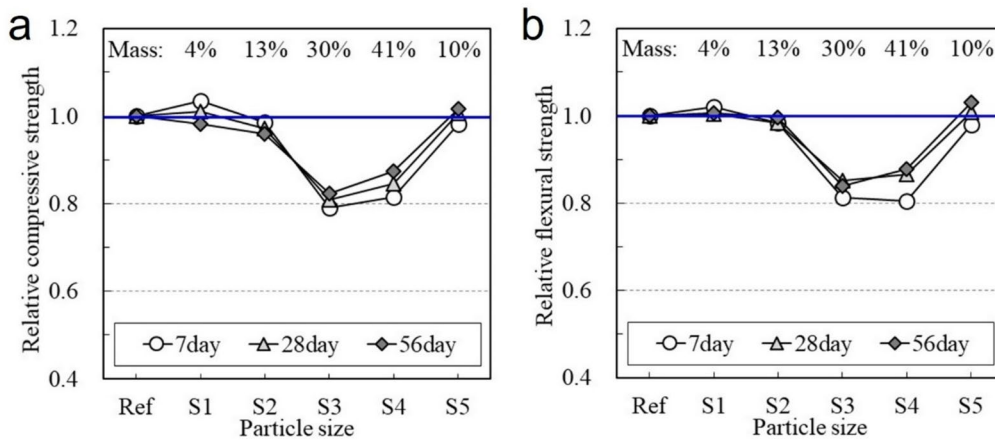 a
Relative compressive strength
1.2
1.0
0.8
0.6
0.4
Mass: 4% 13% 30% 41% 10%
7day 28day 56day
Ref S1 S2 S3 S4 S5
Particle size
b
Relative flexural strength
1.2
1.0
0.8
0.6
0.4
Mass: 4% 13% 30% 41% 10%
7day 28day 56day
Ref S1 S2 S3 S4 S5
Particle size